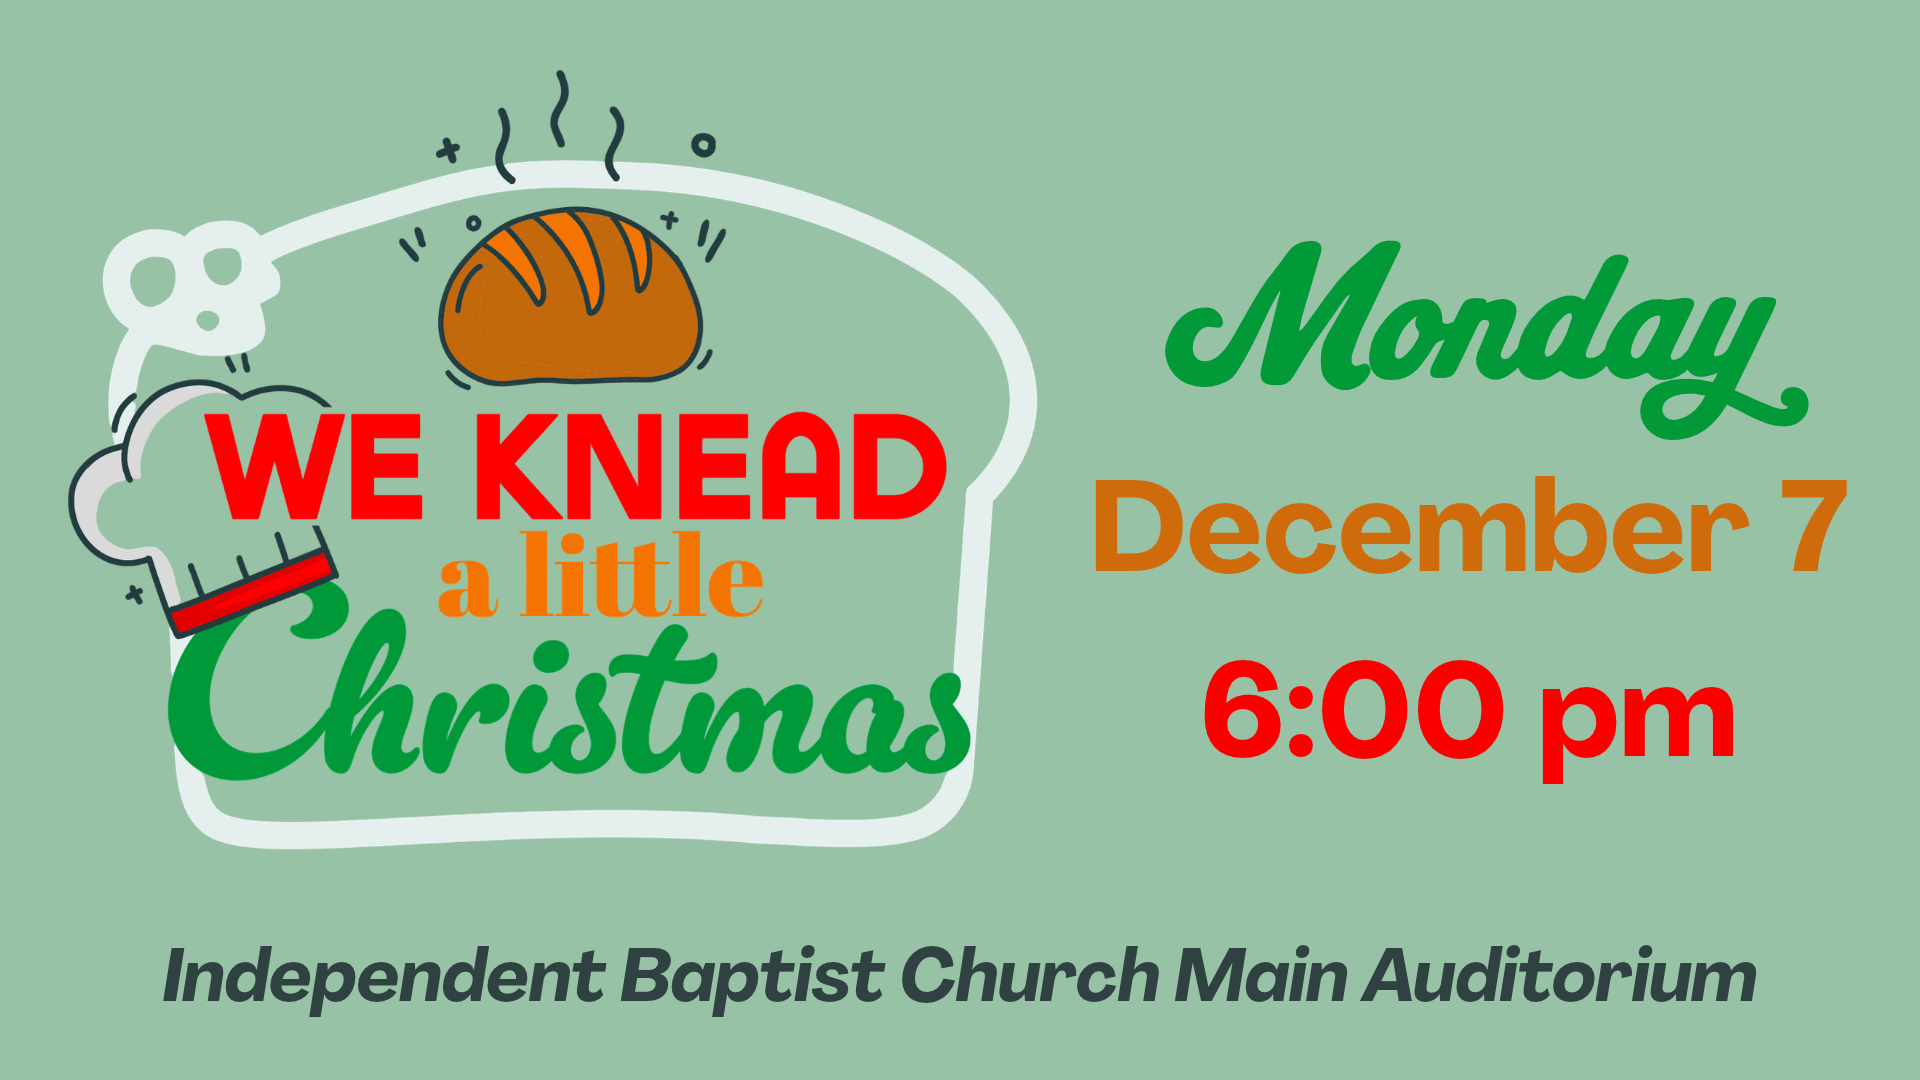 WE KNEAD
a little
Christmas
Monday
December 7
6:00 pm
Independent Baptist Church Main Auditorium